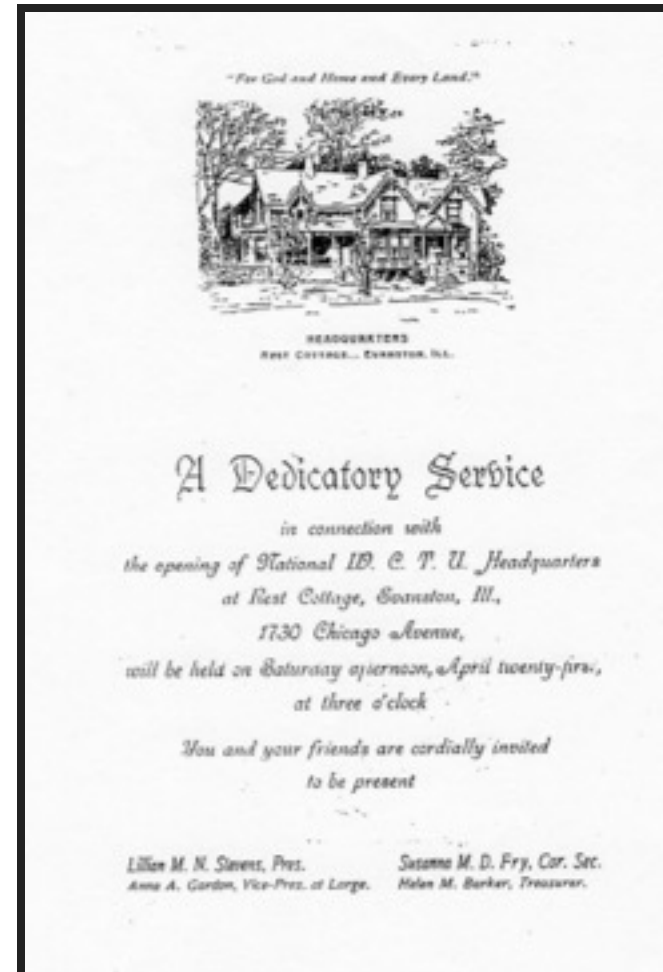 "For God and Home and Every Land."
HEADQUARTERS
REST COTTAGE, EVANSTON, ILL.
A Dedicatory Service
in connection with
the opening of National W. C. T. U. Headquarters
at Rest Cottage, Evanston, Ill.,
1730 Chicago Avenue,
will be held on Saturday afternoon, April twenty-first,
at three o'clock
You and your friends are cordially invited
to be present
Lillian M. N. Stevens, Pres.
Anna A. Gordon, Vice-Pres. at Large.
Susanna M. D. Fry, Cor. Sec.
Helen M. Barker, Treasurer.